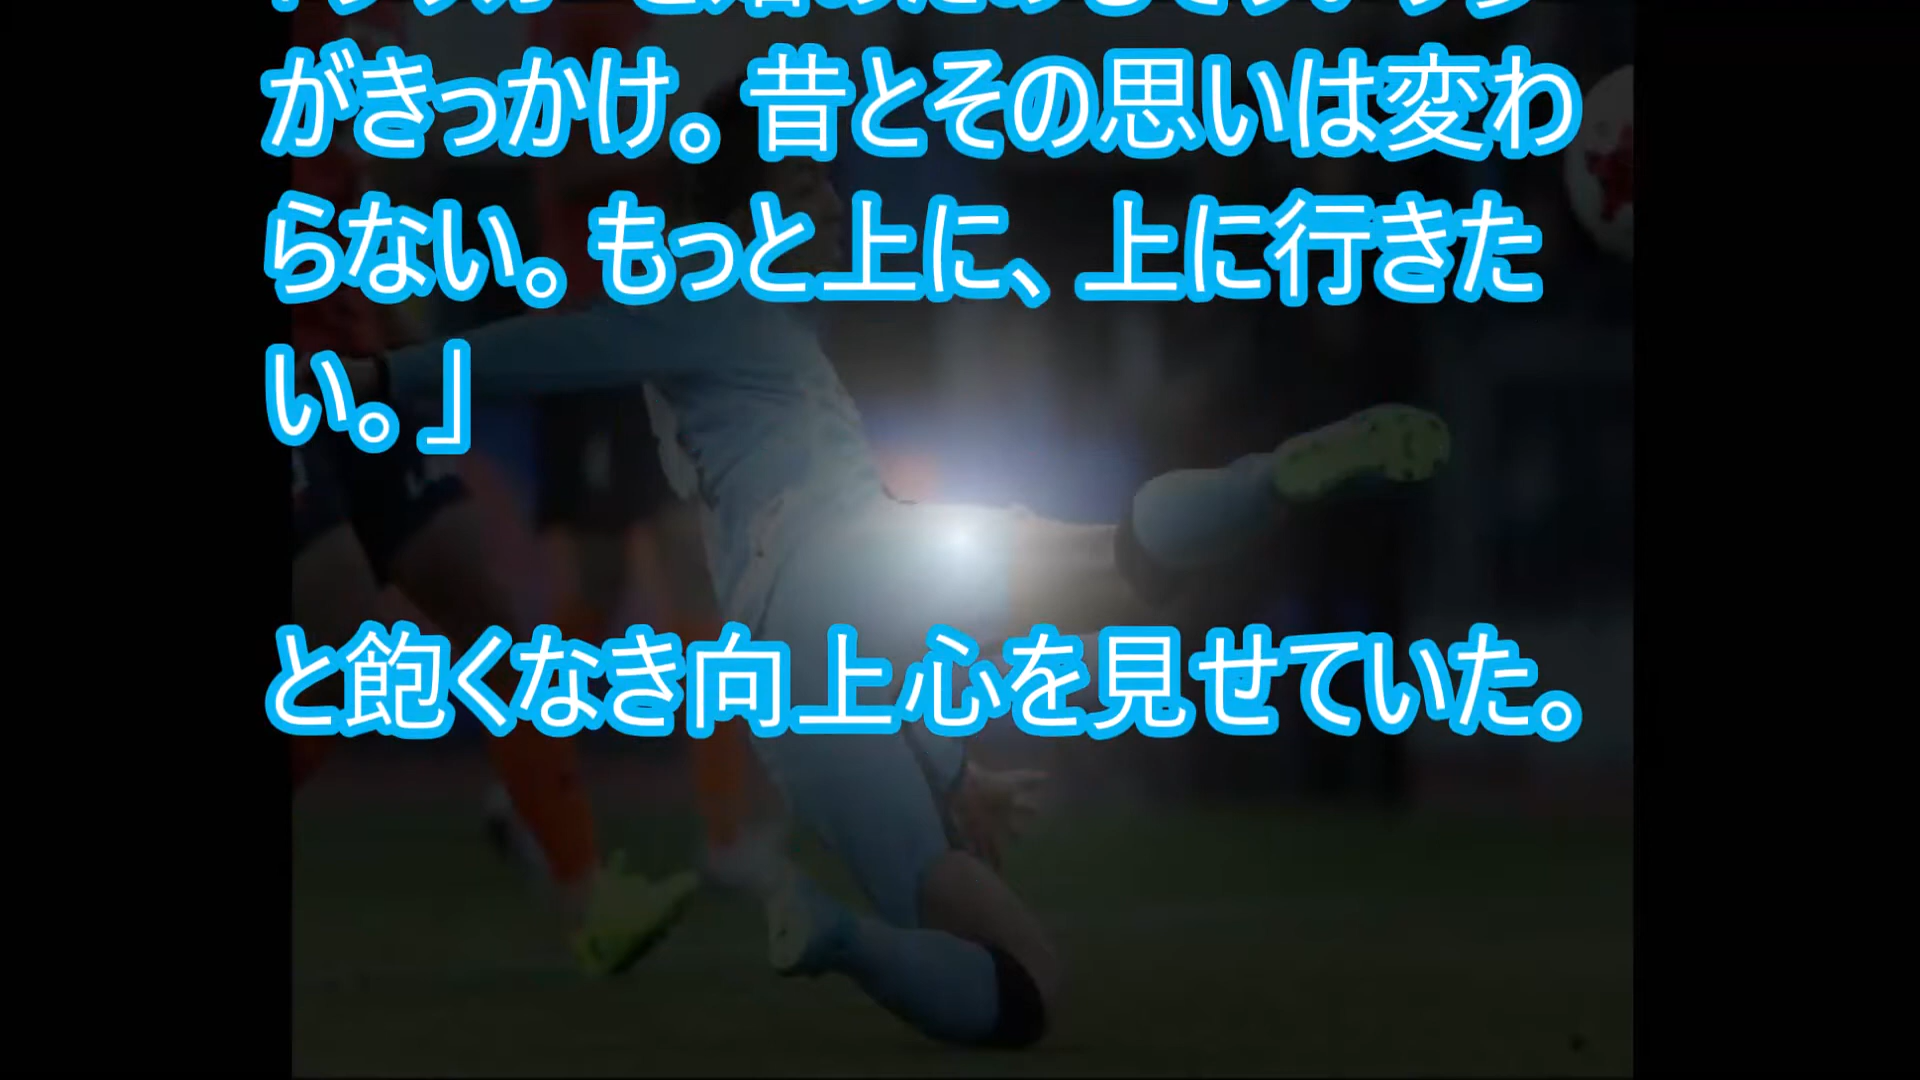 がきっかけ。昔とその思いは変わ
らない。もっと上に、上に行きた
い。」
と飽くなき向上心を見せていた。